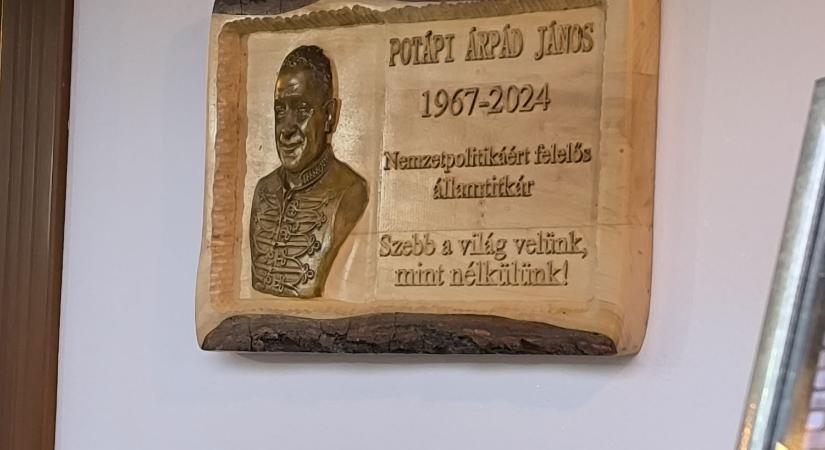 POTÁPI ÁRPÁD JÁNOS
1967-2024
Nemzetpolitikáért felelős
államtitkár
Szebb a világ velünk,
mint nélkülünk!